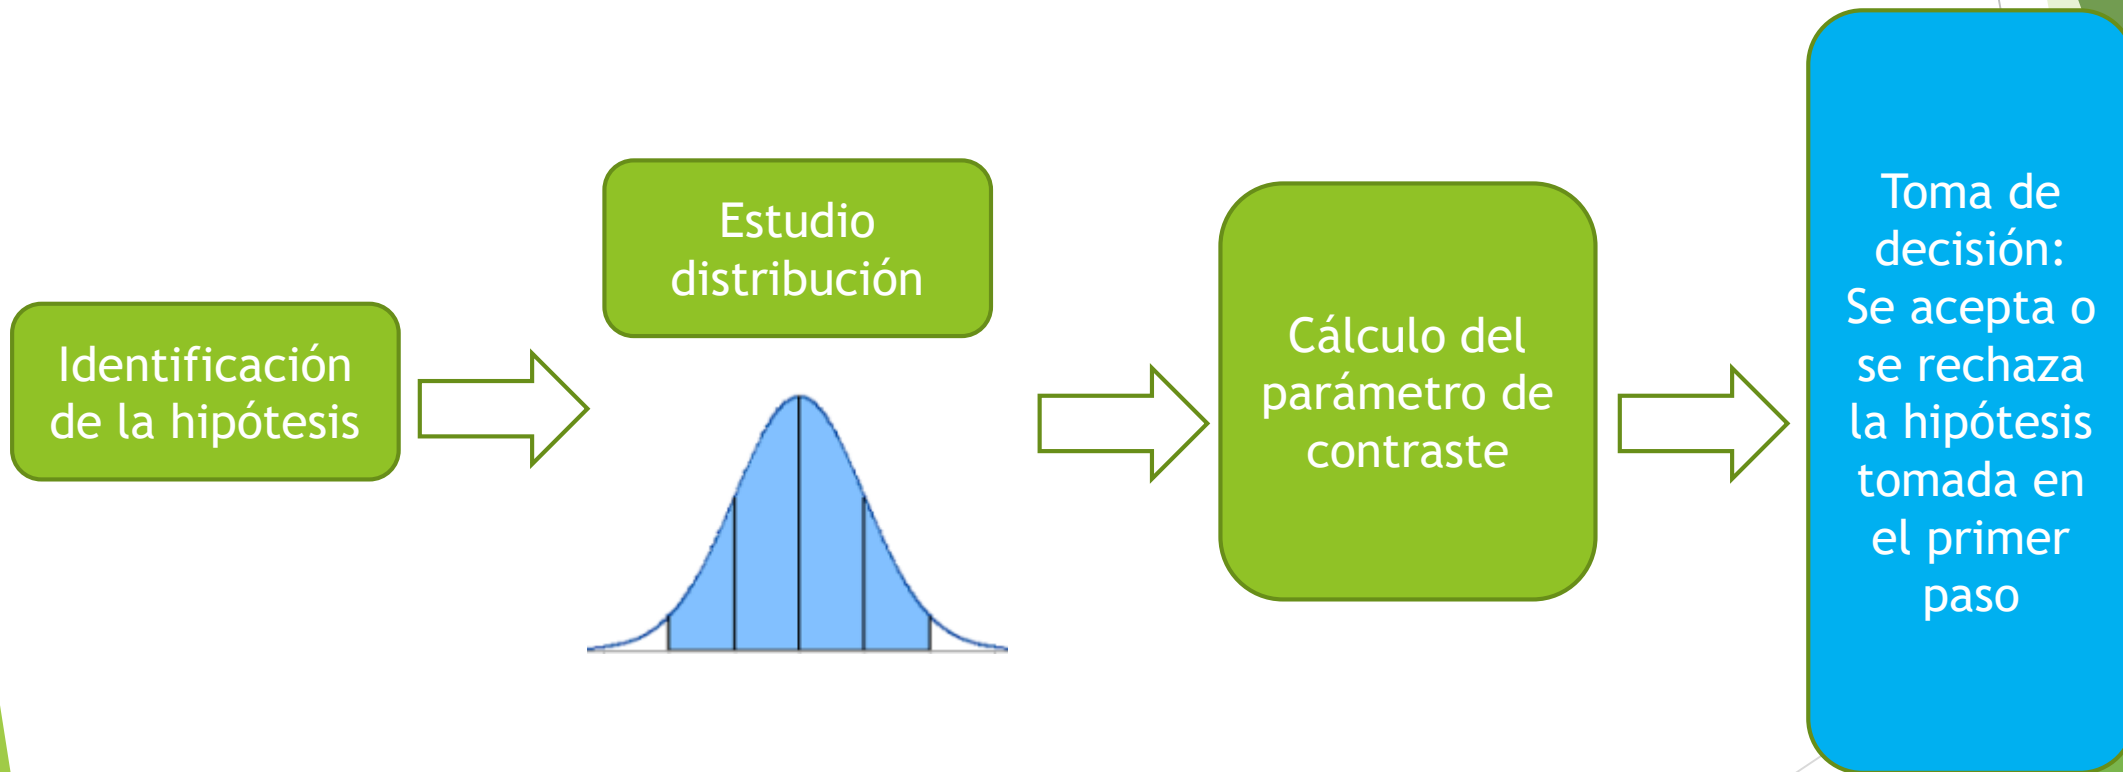 Identificación
de la hipótesis
Estudio
distribución
Cálculo del
parámetro de
contraste
Toma de
decisión:
Se acepta o
se rechaza
la hipótesis
tomada en
el primer
paso